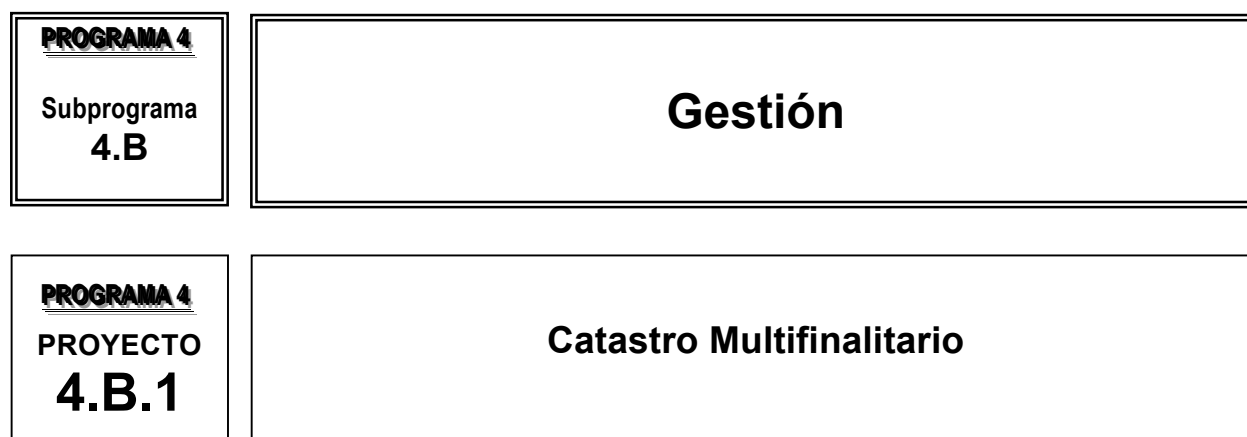 PROGRAMA 4
Subprograma
4.B
Gestión
PROGRAMA 4
PROYECTO
4.B.1
Catastro Multifinalitario